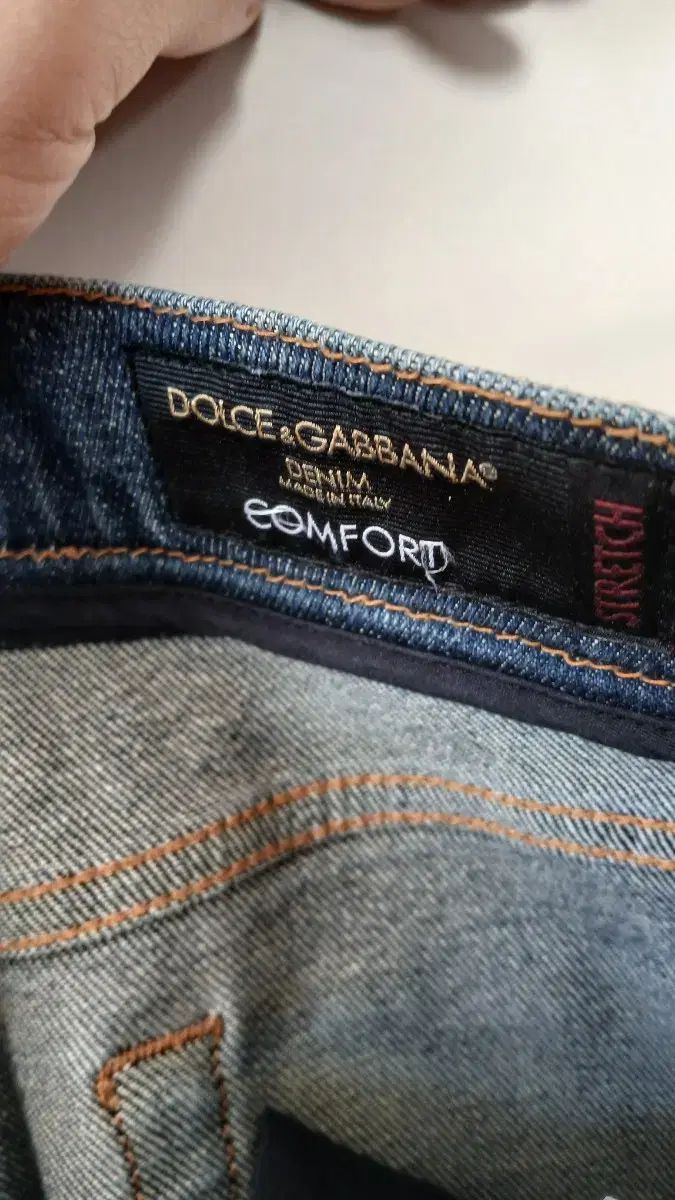 DOLCE&GABBANA®
DENIM
MADE IN ITALY
COMFORT
STRETCH